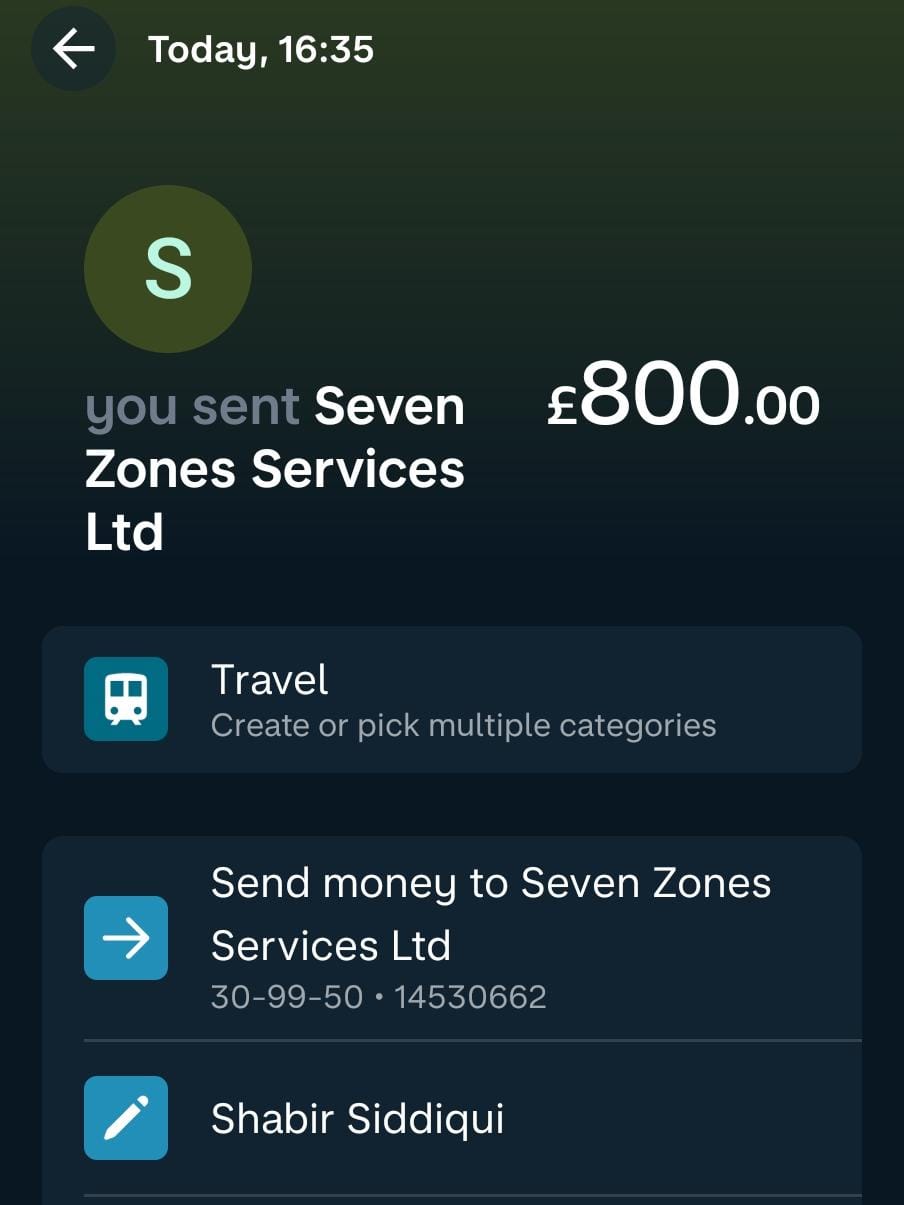 Today, 16:35
S
you sent Seven
Zones Services
Ltd
£800.00
Travel
Create or pick multiple categories
Send money to Seven Zones
Services Ltd
30-99-50 • 14530662
Shabir Siddiqui